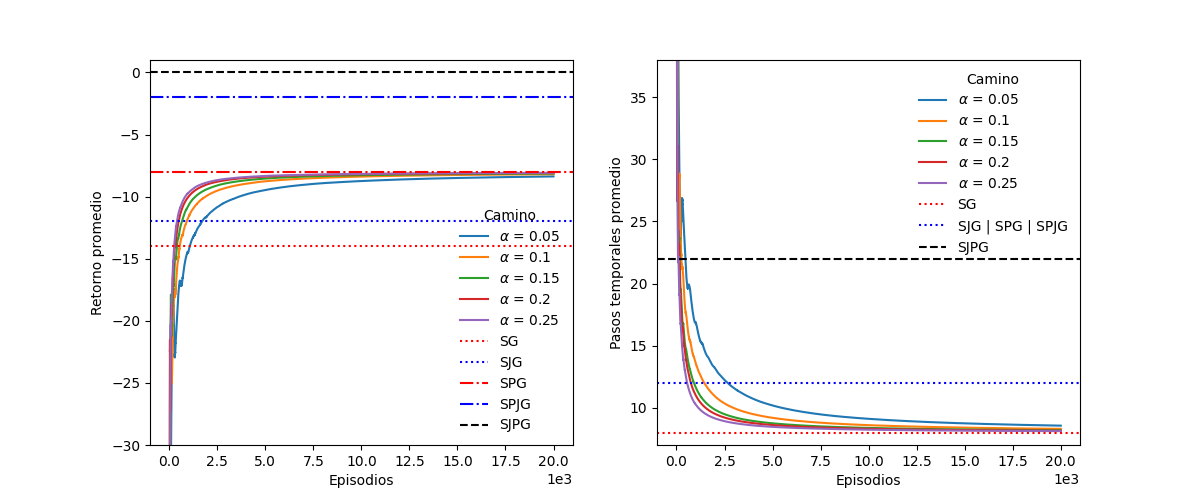 0
−5
−10
−15
−20
−25
−30
Retorno promedio
Camino
α = 0.05
α = 0.1
α = 0.15
α = 0.2
α = 0.25
SG
SJG
SPG
SPJG
SJPG
0.0 2.5 5.0 7.5 10.0 12.5 15.0 17.5 20.0
Episodios
1e3
35
30
25
20
15
10
Pasos temporales promedio
Camino
α = 0.05
α = 0.1
α = 0.15
α = 0.2
α = 0.25
SG
SJG | SPG | SPJG
SJPG
0.0 2.5 5.0 7.5 10.0 12.5 15.0 17.5 20.0
Episodios
1e3